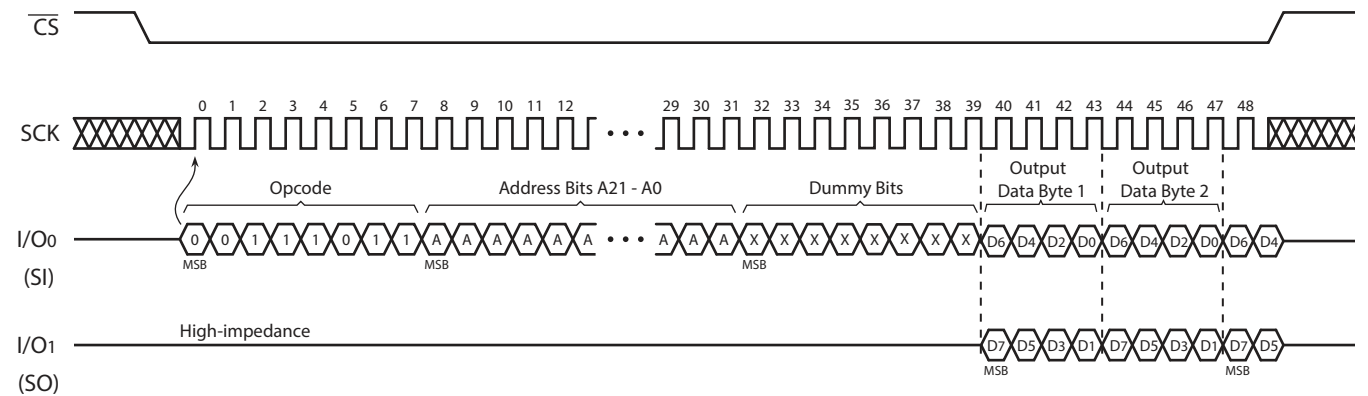 CS
0 1 2 3 4 5 6 7 8 9 10 11 12 29 30 31 32 33 34 35 36 37 38 39 40 41 42 43 44 45 46 47 48
SCK
Opcode
Address Bits A21 - A0
Dummy Bits
Output
Data Byte 1
Output
Data Byte 2
I/O0
(SI)
0 0 1 1 1 0 1 1 A A A A A A • • • A A A X X X X X X X X D6 D4 D2 D0 D6 D4 D2 D0 D6 D4
MSB MSB MSB
High-impedance
I/O1
(SO)
D7 D5 D3 D1 D7 D5 D3 D1 D7 D5
MSB MSB